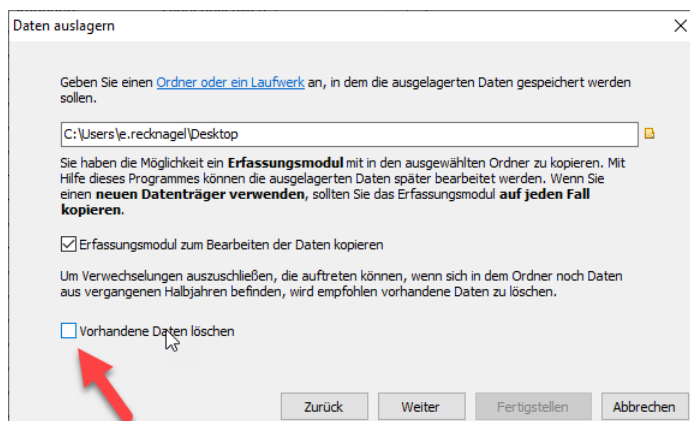 Daten auslagern
Geben Sie einen Ordner oder ein Laufwerk an, in dem die ausgelagerten Daten gespeichert werden
sollen.
C:\Users\e.recknagel\Desktop
Sie haben die Möglichkeit ein Erfassungsmodul mit in den ausgewählten Ordner zu kopieren. Mit
Hilfe dieses Programmes können die ausgelagerten Daten später bearbeitet werden. Wenn Sie
einen neuen Datenträger verwenden, sollten Sie das Erfassungsmodul auf jeden Fall
kopieren.
Erfassungsmodul zum Bearbeiten der Daten kopieren
Um Verwechselungen auszuschließen, die auftreten können, wenn sich in dem Ordner noch Daten
aus vergangenen Halbjahren befinden, wird empfohlen vorhandene Daten zu löschen.
Vorhandene Daten löschen
Zurück Weiter Fertigstellen Abbrechen